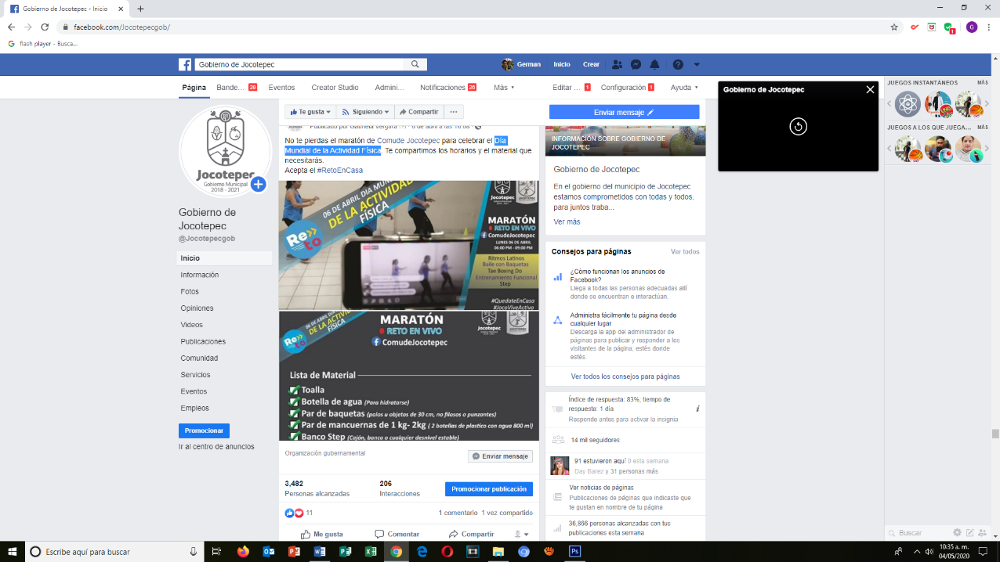 Gobierno de Jocotepec - Inicio
facebook.com/Jocotepecgob/
flash player - Busca...
Gobierno de Jocotepec
German Inicio Crear
Página Bande... 29 Eventos Creator Studio Admini... Notificaciones 26 Más Editar ... 1 Configuración 1 Ayuda
Jocotepec
Gobierno Municipal
2018 - 2021
Gobierno de
Jocotepec
@Jocotepecgob
Inicio
Información
Fotos
Opiniones
Videos
Publicaciones
Comunidad
Servicios
Eventos
Empleos
Promocionar
Ir al centro de anuncios
Te gusta Siguiendo Compartir ...
Publicado por Gabriela Vergara
No te pierdas el maratón de Comude Jocotepec para celebrar el Día
Mundial de la Actividad Física. Te compartimos los horarios y el material que
necesitarás.
Acepta el #RetoEnCasa
06 DE ABRIL DIA MUNDIAL
DE LA ACTIVIDAD
FÍSICA
Reto
Jocotepec
MARATÓN
RETO EN VIVO
ComudeJocotepec
LUNES 06 DE ABRIL
06:00 PM - 09:00 PM
Ritmos Latinos
Baile con Baquetas
Tae Boxing Do
Entrenamiento Funcional
Step
#QuedateEnCasa
#JocoViveActivo
DE LA ACTIVIDAD
Reto
MARATÓN
RETO EN VIVO
ComudeJocotepec
Jocotepec
Lista de Material
Toalla
Botella de agua (Para hidratarse)
Par de baquetas (palos u objetas de 30 cm, no filosos o punzantes)
Par de mancuernas de 1 kg- 2kg ( 2 botellas de plastico con agua 800 ml!)
Banco Step (Cajón, banco o cualquier desnivel estable)
Organización gubernamental
Enviar mensaje
3,482 206
Personas alcanzadas Interacciones
Promocionar publicación
11 1 comentario 1 vez compartido
Me gusta Comentar Compartir
Enviar mensaje
INFORMACIÓN SOBRE GOBIERNO DE
JOCOTEPEC
Gobierno de Jocotepec
En el gobierno del municipio de Jocotepec
estamos comprometidos con todas y todos,
para juntos traba...
Ver más
Consejos para páginas Ver todos
¿Cómo funcionan los anuncios de
Facebook?
Llega a todas las personas adecuadas allí
donde se encuentran e interactúan.
Administra fácilmente tu página desde
cualquier lugar
Descarga la app del administrador de
páginas para publicar y responder a los
visitantes de la página, estés donde
estés.
Ver todos los consejos para páginas
Índice de respuesta: 83%, tiempo de
respuesta: 1 día
Responde antes para activar la insignia
14 mil seguidores
91 estuvieron aquí 0 esta semana
Day Barez y 31 personas más
Ver noticias de páginas
Publicaciones de páginas que indicaste que
te gustan en nombre de tu página
36,866 personas alcanzadas con tus
publicaciones esta semana
Gobierno de Jocotepec
JUEGOS INSTANTÁNEOS MÁS
JUEGOS A LOS QUE JUEGA... MÁS
Buscar
Escribe aquí para buscar
10:35 a. m.
04/05/2020